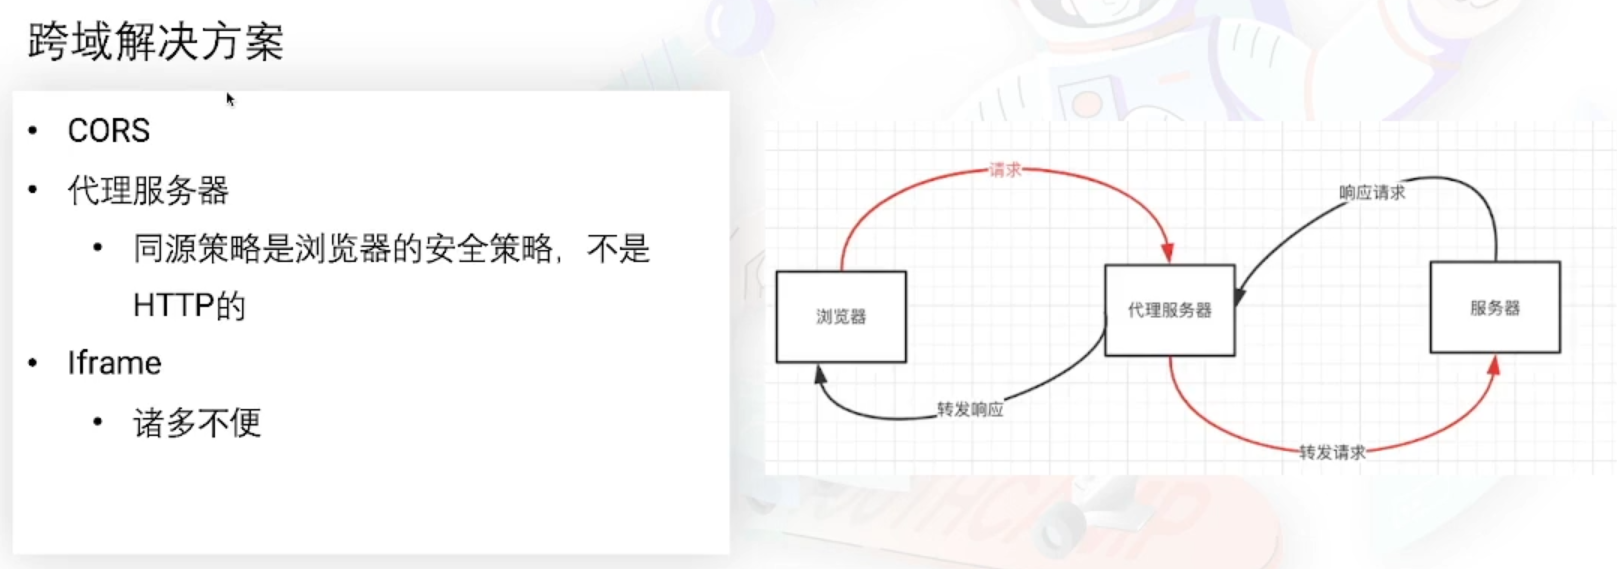 跨域解决方案
• CORS
• 代理服务器
• 同源策略是浏览器的安全策略，不是
HTTP的
• Iframe
• 诸多不便
请求
响应请求
浏览器
代理服务器
服务器
转发响应
转发请求